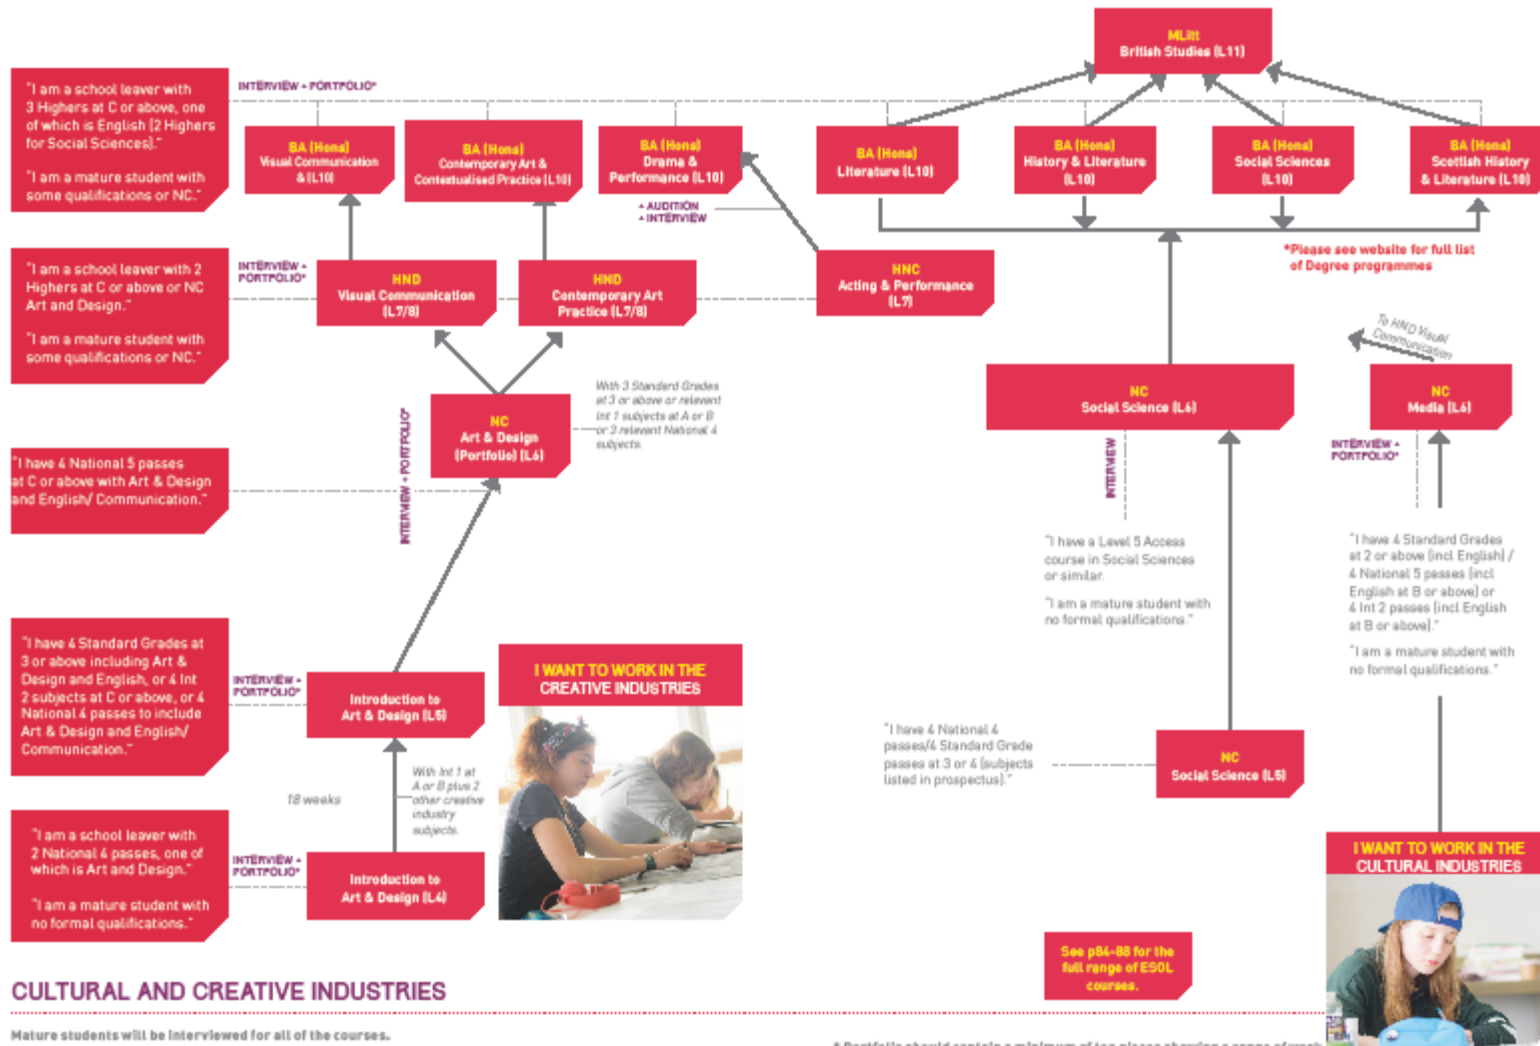 MLitt
British Studies (L11)
"I am a school leaver with
3 Highers at C or above, one
of which is English (2 Highers
for Social Sciences)."
"I am a mature student with
some qualifications or NC."
INTERVIEW + PORTFOLIO*
BA (Hons)
Visual Communication
& (L10)
BA (Hons)
Contemporary Art &
Contextualised Practice (L10)
BA (Hons)
Drama &
Performance (L10)
BA (Hons)
Literature (L10)
BA (Hons)
History & Literature
(L10)
BA (Hons)
Social Sciences
(L10)
BA (Hons)
Scottish History
& Literature (L10)
+ AUDITION
+ INTERVIEW
*Please see website for full list
of Degree programmes
"I am a school leaver with 2
Highers at C or above or NC
Art and Design."
"I am a mature student with
some qualifications or NC."
INTERVIEW +
PORTFOLIO*
HND
Visual Communication
(L7/8)
HND
Contemporary Art
Practice (L7/8)
HNC
Acting & Performance
(L7)
To HND Visual
Communication
NC
Art & Design
(Portfolio) (L6)
With 3 Standard Grades
at 3 or above or relevant
Int 1 subjects at A or B
or 3 relevant National 4
subjects.
NC
Social Science (L6)
NC
Media (L6)
INTERVIEW + PORTFOLIO*
INTERVIEW
INTERVIEW +
PORTFOLIO*
"I have 4 National 5 passes
at C or above with Art & Design
and English/ Communication."
"I have a Level 5 Access
course in Social Sciences
or similar.
"I am a mature student with
no formal qualifications."
"I have 4 Standard Grades
at 2 or above (incl English) /
4 National 5 passes (incl
English at B or above) or
4 Int 2 passes (incl English
at B or above)."
"I am a mature student with
no formal qualifications."
"I have 4 Standard Grades at
3 or above including Art &
Design and English, or 4 Int
2 subjects at C or above, or 4
National 4 passes to include
Art & Design and English/
Communication."
INTERVIEW +
PORTFOLIO*
Introduction to
Art & Design (L5)
I WANT TO WORK IN THE
CREATIVE INDUSTRIES
"I have 4 National 4
passes/4 Standard Grade
passes at 3 or 4 (subjects
listed in prospectus)."
NC
Social Science (L5)
18 weeks
With Int 1 at
A or B plus 2
other creative
industry
subjects.
"I am a school leaver with
2 National 4 passes, one of
which is Art and Design."
"I am a mature student with
no formal qualifications."
INTERVIEW +
PORTFOLIO*
Introduction to
Art & Design (L4)
I WANT TO WORK IN THE
CULTURAL INDUSTRIES
See p84-88 for the
full range of ESOL
courses.
CULTURAL AND CREATIVE INDUSTRIES
Mature students will be interviewed for all of the courses.
* Portfolio should contain a minimum of ten pieces showing a range of work